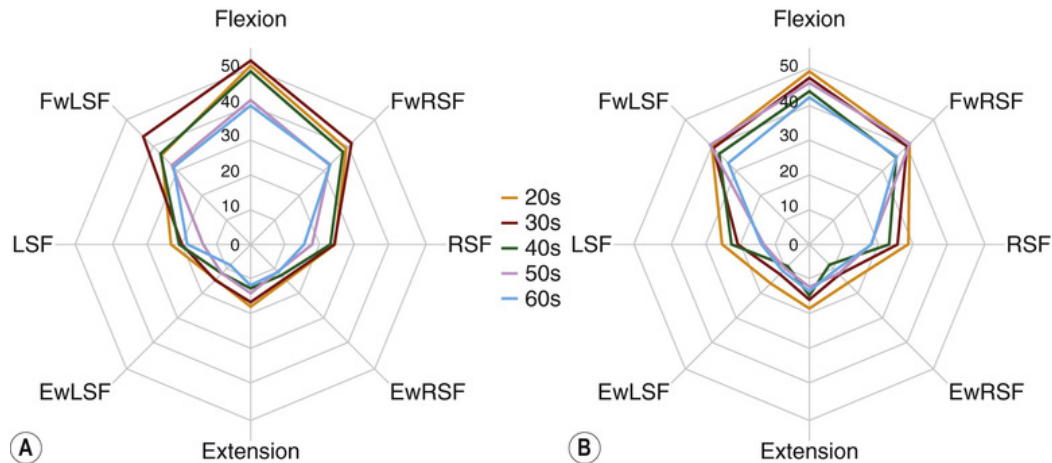 Flexion
FwLSF
FwRSF
50
40
30
20
10
0
LSF
RSF
EwLSF
EwRSF
Extension
A
20s
30s
40s
50s
60s
Flexion
FwLSF
FwRSF
50
40
30
20
10
0
LSF
RSF
EwLSF
EwRSF
Extension
B